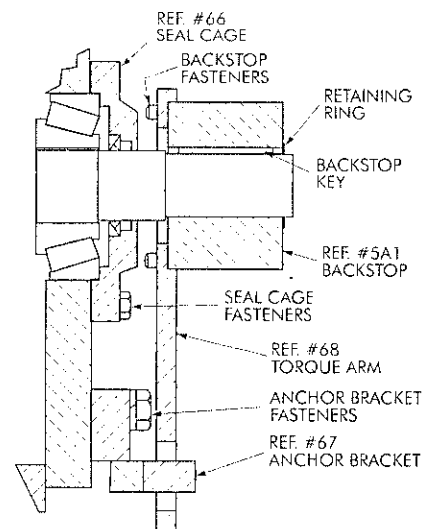 REF. #66
SEAL CAGE
BACKSTOP
FASTENERS
RETAINING
RING
BACKSTOP
KEY
REF. #5A1
BACKSTOP
SEAL CAGE
FASTENERS
REF. #68
TORQUE ARM
ANCHOR BRACKET
FASTENERS
REF. #67
ANCHOR BRACKET